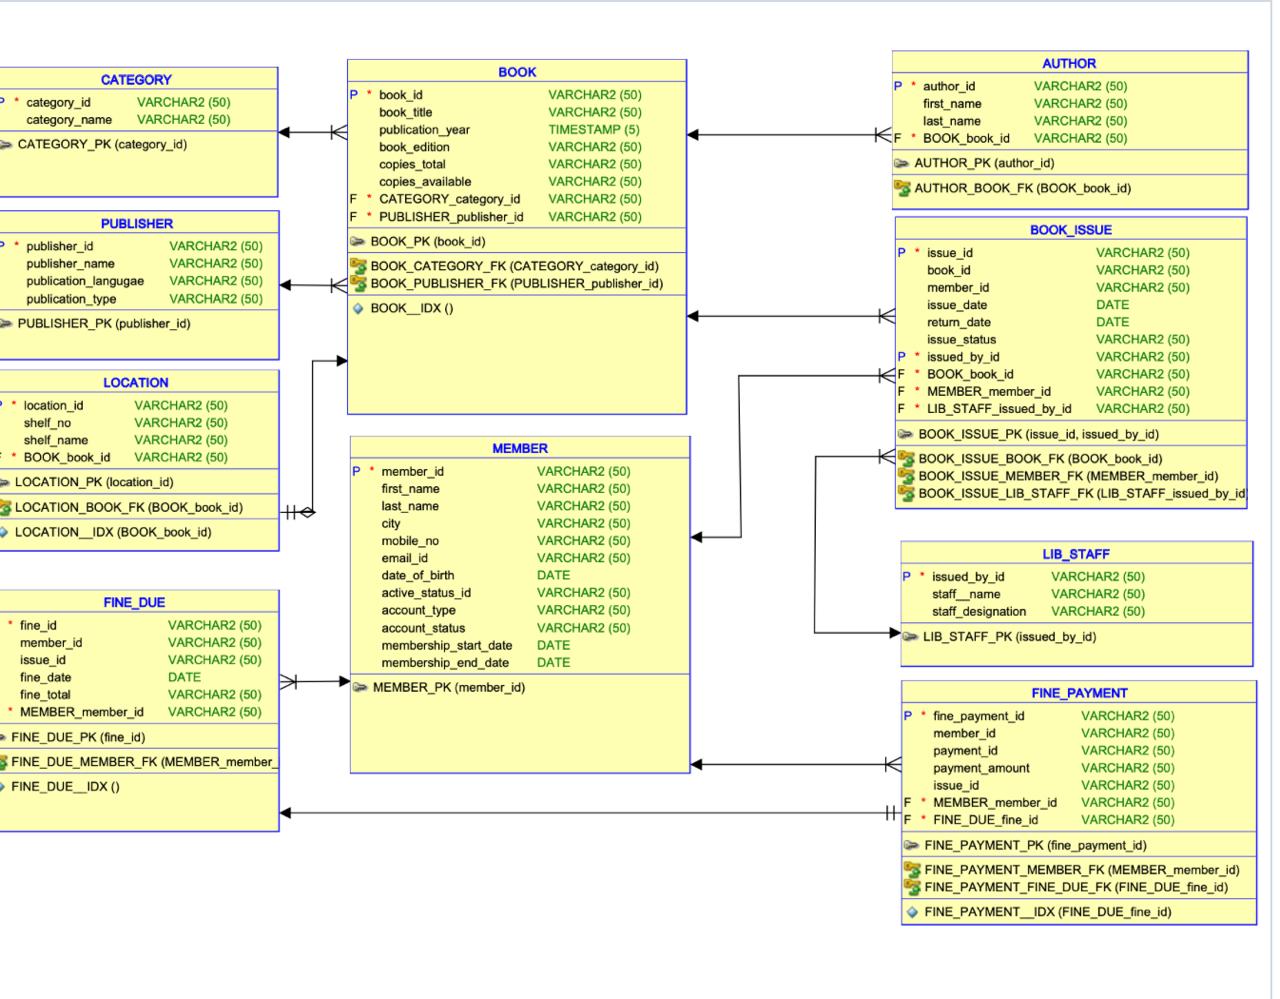 CATEGORY
P * category_id VARCHAR2 (50)
category_name VARCHAR2 (50)
CATEGORY_PK (category_id)
PUBLISHER
P * publisher_id VARCHAR2 (50)
publisher_name VARCHAR2 (50)
publication_langugae VARCHAR2 (50)
publication_type VARCHAR2 (50)
PUBLISHER_PK (publisher_id)
LOCATION
P * location_id VARCHAR2 (50)
shelf_no VARCHAR2 (50)
shelf_name VARCHAR2 (50)
F * BOOK_book_id VARCHAR2 (50)
LOCATION_PK (location_id)
LOCATION_BOOK_FK (BOOK_book_id)
LOCATION__IDX (BOOK_book_id)
FINE_DUE
* fine_id VARCHAR2 (50)
member_id VARCHAR2 (50)
issue_id VARCHAR2 (50)
fine_date DATE
fine_total VARCHAR2 (50)
* MEMBER_member_id VARCHAR2 (50)
FINE_DUE_PK (fine_id)
FINE_DUE_MEMBER_FK (MEMBER_member_
FINE_DUE__IDX ()
BOOK
P * book_id VARCHAR2 (50)
book_title VARCHAR2 (50)
publication_year TIMESTAMP (5)
book_edition VARCHAR2 (50)
copies_total VARCHAR2 (50)
copies_available VARCHAR2 (50)
F * CATEGORY_category_id VARCHAR2 (50)
F * PUBLISHER_publisher_id VARCHAR2 (50)
BOOK_PK (book_id)
BOOK_CATEGORY_FK (CATEGORY_category_id)
BOOK_PUBLISHER_FK (PUBLISHER_publisher_id)
BOOK__IDX ()
MEMBER
P * member_id VARCHAR2 (50)
first_name VARCHAR2 (50)
last_name VARCHAR2 (50)
city VARCHAR2 (50)
mobile_no VARCHAR2 (50)
email_id VARCHAR2 (50)
date_of_birth DATE
active_status_id VARCHAR2 (50)
account_type VARCHAR2 (50)
account_status VARCHAR2 (50)
membership_start_date DATE
membership_end_date DATE
MEMBER_PK (member_id)
AUTHOR
P * author_id VARCHAR2 (50)
first_name VARCHAR2 (50)
last_name VARCHAR2 (50)
F * BOOK_book_id VARCHAR2 (50)
AUTHOR_PK (author_id)
AUTHOR_BOOK_FK (BOOK_book_id)
BOOK_ISSUE
P * issue_id VARCHAR2 (50)
book_id VARCHAR2 (50)
member_id VARCHAR2 (50)
issue_date DATE
return_date DATE
issue_status VARCHAR2 (50)
P * issued_by_id VARCHAR2 (50)
F * BOOK_book_id VARCHAR2 (50)
F * MEMBER_member_id VARCHAR2 (50)
F * LIB_STAFF_issued_by_id VARCHAR2 (50)
BOOK_ISSUE_PK (issue_id, issued_by_id)
BOOK_ISSUE_BOOK_FK (BOOK_book_id)
BOOK_ISSUE_MEMBER_FK (MEMBER_member_id)
BOOK_ISSUE_LIB_STAFF_FK (LIB_STAFF_issued_by_id)
LIB_STAFF
P * issued_by_id VARCHAR2 (50)
staff__name VARCHAR2 (50)
staff_designation VARCHAR2 (50)
LIB_STAFF_PK (issued_by_id)
FINE_PAYMENT
P * fine_payment_id VARCHAR2 (50)
member_id VARCHAR2 (50)
payment_id VARCHAR2 (50)
payment_amount VARCHAR2 (50)
issue_id VARCHAR2 (50)
F * MEMBER_member_id VARCHAR2 (50)
F * FINE_DUE_fine_id VARCHAR2 (50)
FINE_PAYMENT_PK (fine_payment_id)
FINE_PAYMENT_MEMBER_FK (MEMBER_member_id)
FINE_PAYMENT_FINE_DUE_FK (FINE_DUE_fine_id)
FINE_PAYMENT__IDX (FINE_DUE_fine_id)